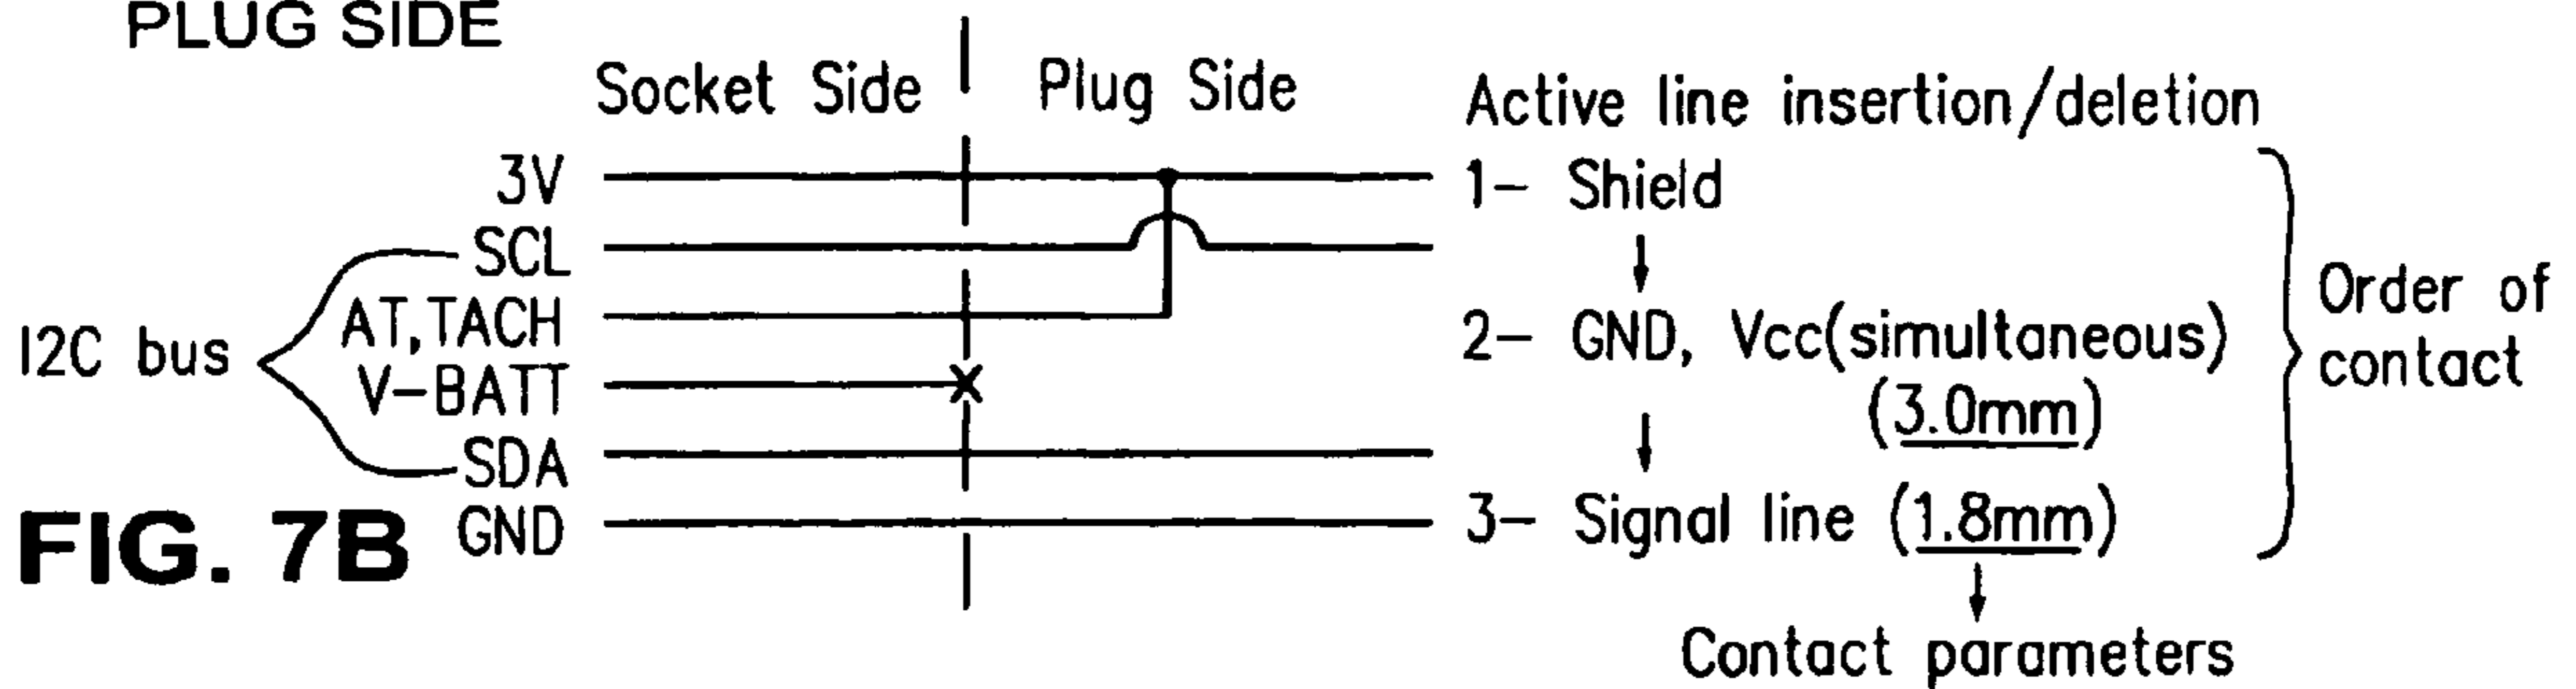 PLUG SIDE
Socket Side
Plug Side
Active line insertion/deletion
3V
SCL
AT,TACH
I2C bus
V-BATT
SDA
GND
FIG. 7B
1- Shield
2- GND, Vcc(simultaneous)
(3.0mm)
3- Signal line (1.8mm)
Order of
contact
Contact parameters